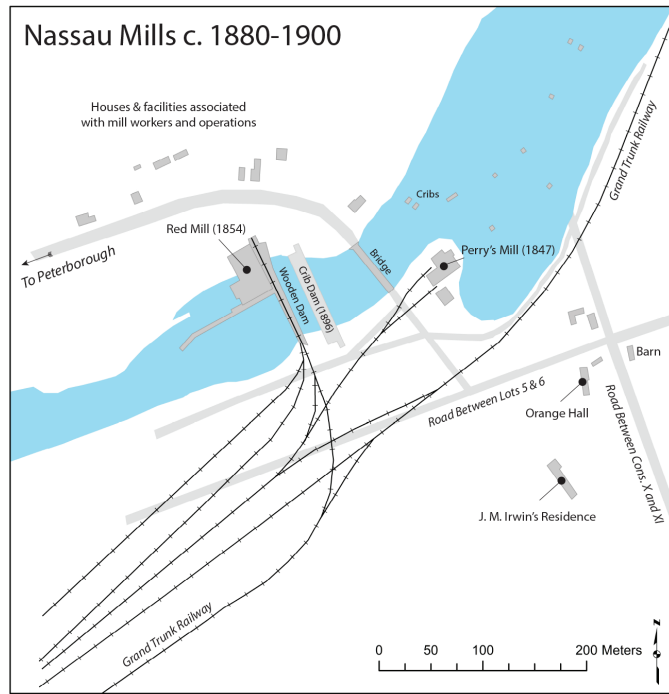 Nassau Mills c. 1880-1900
Houses & facilities associated
with mill workers and operations
Grand Trunk Railway
Cribs
Red Mill (1854)
To Peterborough
Bridge
Perry's Mill (1847)
Wooden Dam
Crib Dam (1896)
Barn
Road Between Lots 5 & 6
Orange Hall
Road Between Cons. X and XI
J. M. Irwin's Residence
Grand Trunk Railway
N
0 50 100 200 Meters